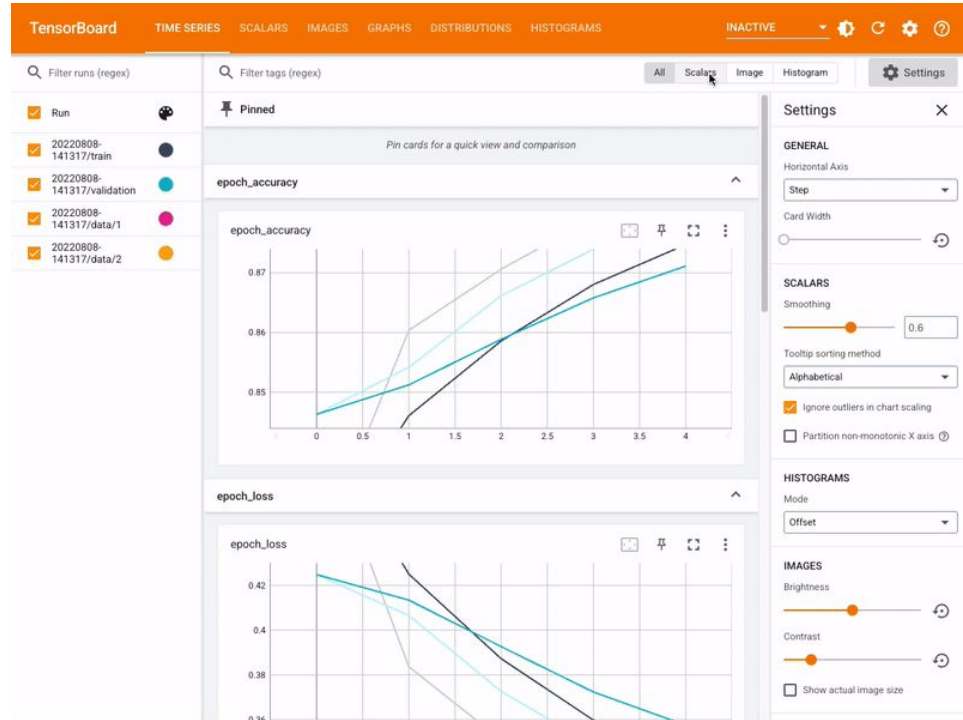 TensorBoard TIME SERIES SCALARS IMAGES GRAPHS DISTRIBUTIONS HISTOGRAMS INACTIVE
Filter runs (regex)
Filter tags (regex)
All Scalars Image Histogram Settings
Run
20220808-
141317/train
20220808-
141317/validation
20220808-
141317/data/1
20220808-
141317/data/2
Pinned
Pin cards for a quick view and comparison
epoch_accuracy
epoch_accuracy
0.87
0.86
0.85
0 0.5 1 1.5 2 2.5 3 3.5 4
epoch_loss
epoch_loss
0.42
0.4
0.38
0.36
Settings
GENERAL
Horizontal Axis
Step
Card Width
SCALARS
Smoothing
0.6
Tooltip sorting method
Alphabetical
Ignore outliers in chart scaling
Partition non-monotonic X axis
HISTOGRAMS
Mode
Offset
IMAGES
Brightness
Contrast
Show actual image size